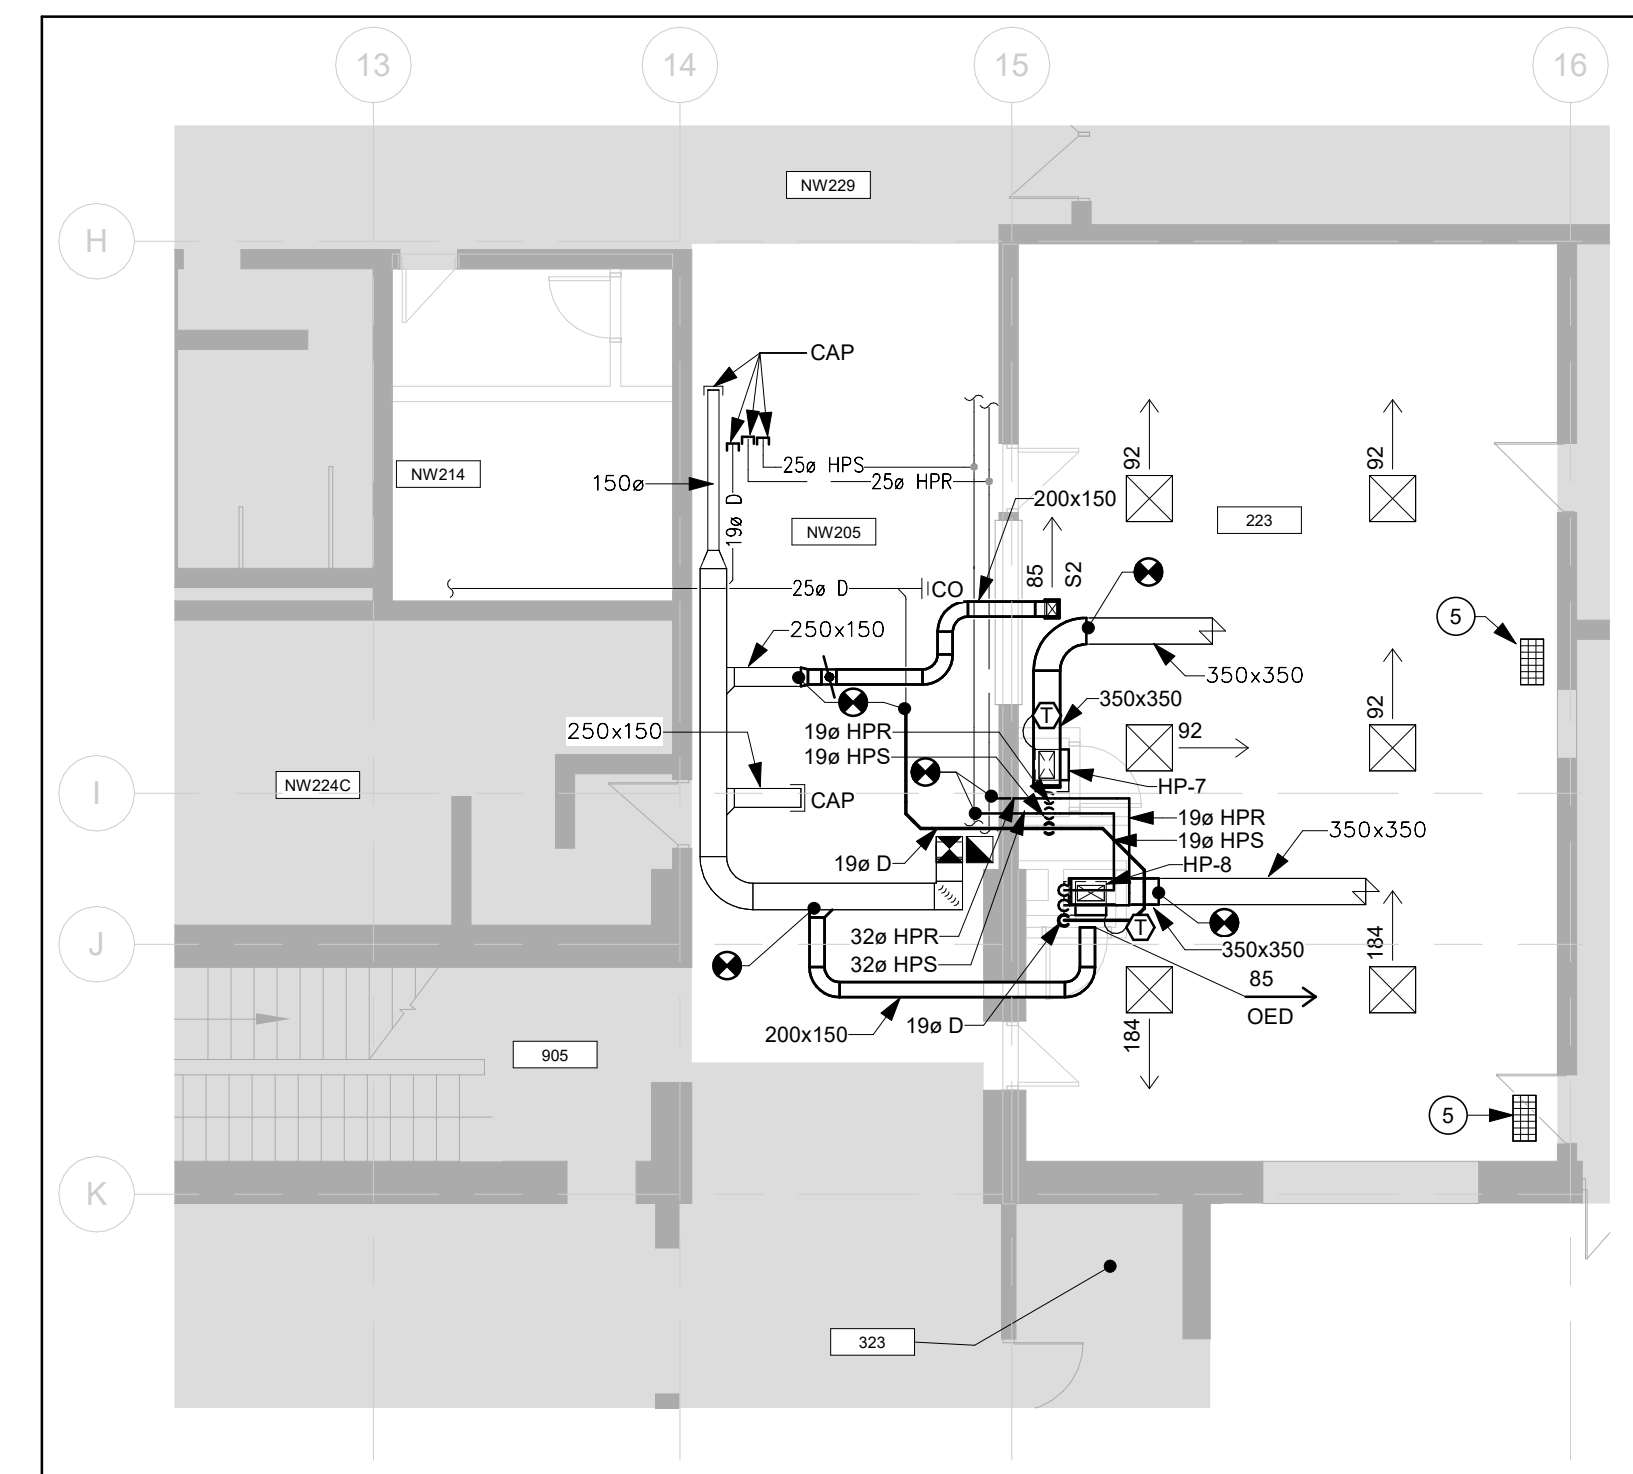 13
14
15
16
NW229
H
CAP
NW214
25ø HPS
25ø HPR
150ø
19ø D
NW205
200x150
92
92
223
85
S2
25ø D
CO
250x150
5
350x350
350x350
T
92
92
250x150
19ø HPR
19ø HPS
HP-7
NW224C
I
CAP
19ø HPR
19ø HPS
350x350
19ø D
HP-8
J
32ø HPR
32ø HPS
T
350x350
184
85
OED
200x150
19ø D
184
905
5
K
323